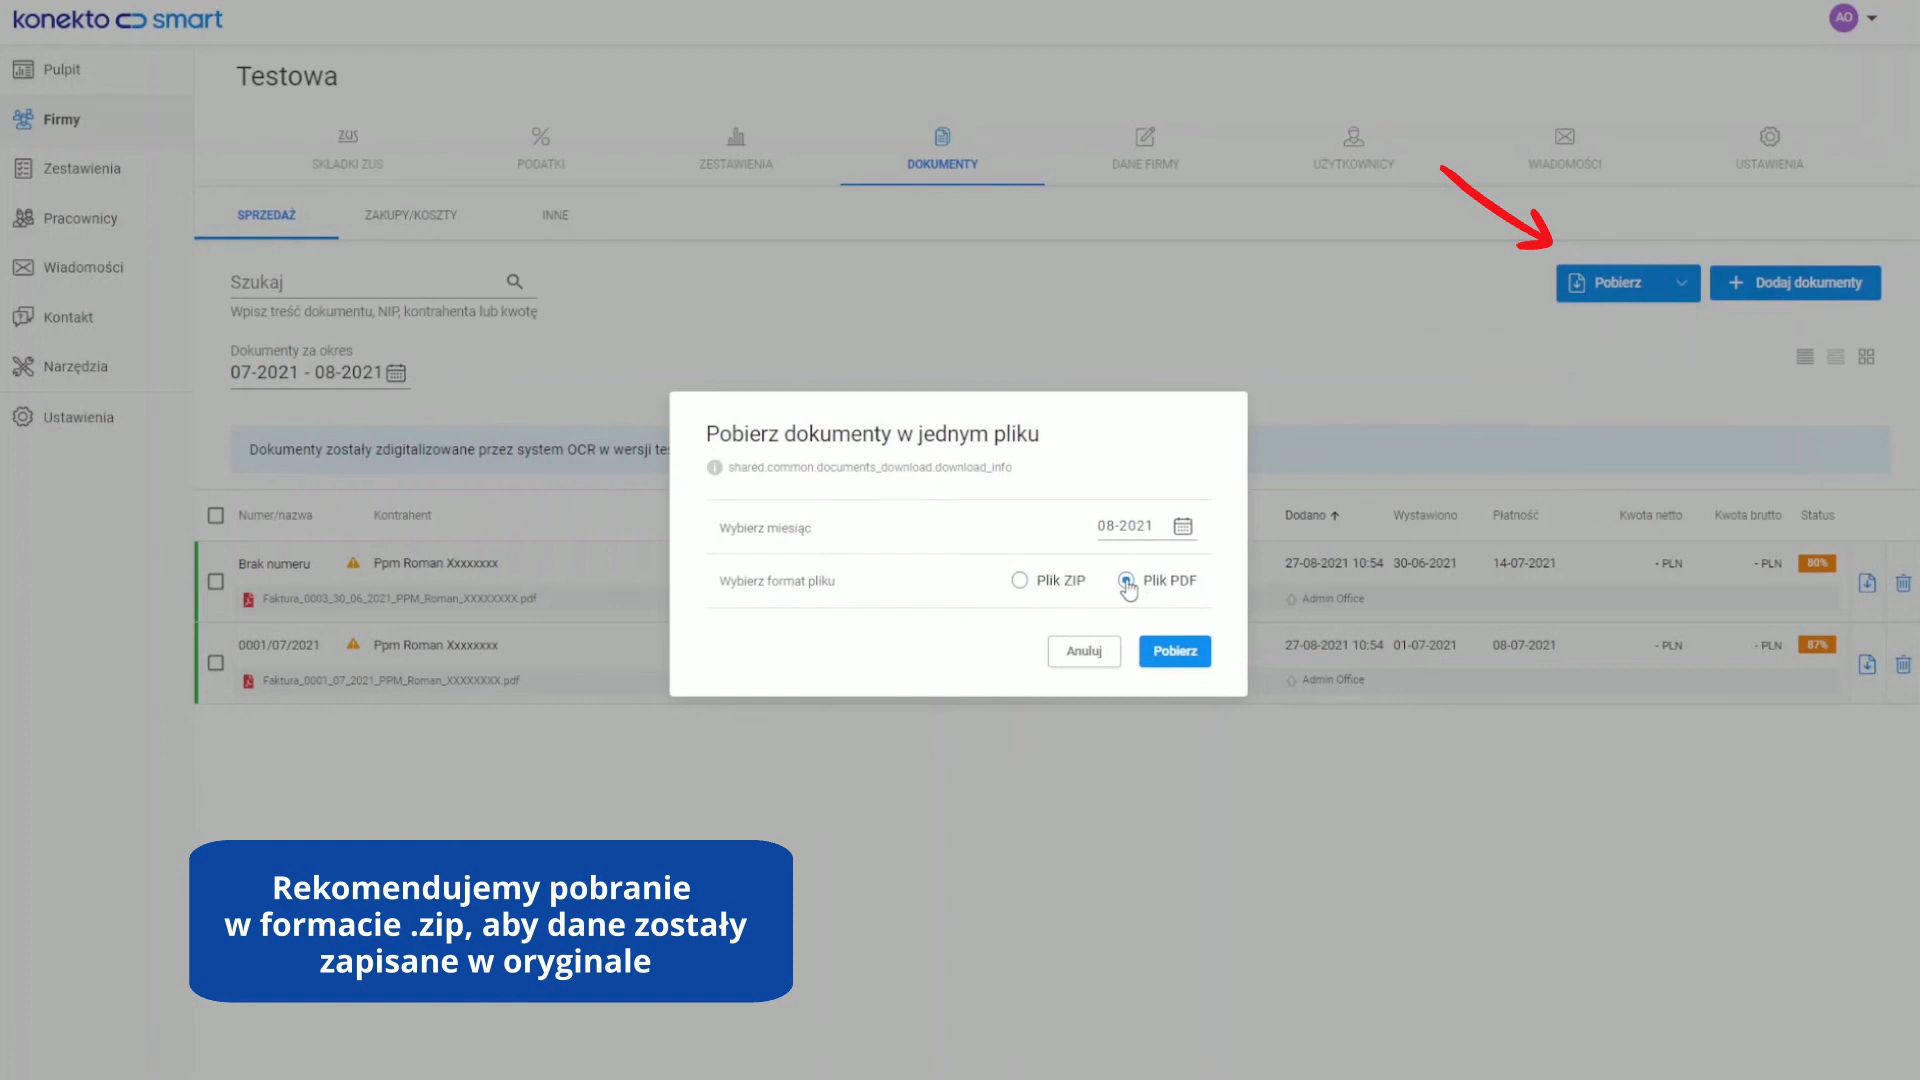 konekto smart
AO
Pulpit
Firmy
Zestawienia
Pracownicy
Wiadomości
Kontakt
Narzędzia
Ustawienia
Testowa
ZUS
SKŁADKI ZUS
PODATKI
ZESTAWIENIA
DOKUMENTY
DANE FIRMY
UŻYTKOWNICY
WIADOMOŚCI
USTAWIENIA
SPRZEDAŻ
ZAKUPY/KOSZTY
INNE
Szukaj
Wpisz treść dokumentu, NIP, kontrahenta lub kwotę
Pobierz
+ Dodaj dokumenty
Dokumenty za okres
07-2021 - 08-2021
Dokumenty zostały zdigitalizowane przez system OCR w wersji te
Pobierz dokumenty w jednym pliku
shared.common.documents_download.download_info
Wybierz miesiąc 08-2021
Wybierz format pliku Plik ZIP Plik PDF
Anuluj Pobierz
Numer/nazwa Kontrahent Dodano Wystawiono Płatność Kwota netto Kwota brutto Status
Brak numeru Ppm Roman Xxxxxxxx 27-08-2021 10:54 30-06-2021 14-07-2021 - PLN - PLN 80%
Faktura_0003_30_06_2021_PPM_Roman_XXXXXXXX.pdf Admin Office
0001/07/2021 Ppm Roman Xxxxxxxx 27-08-2021 10:54 01-07-2021 08-07-2021 - PLN - PLN 87%
Faktura_0001_07_2021_PPM_Roman_XXXXXXXX.pdf Admin Office
Rekomendujemy pobranie
w formacie .zip, aby dane zostały
zapisane w oryginale